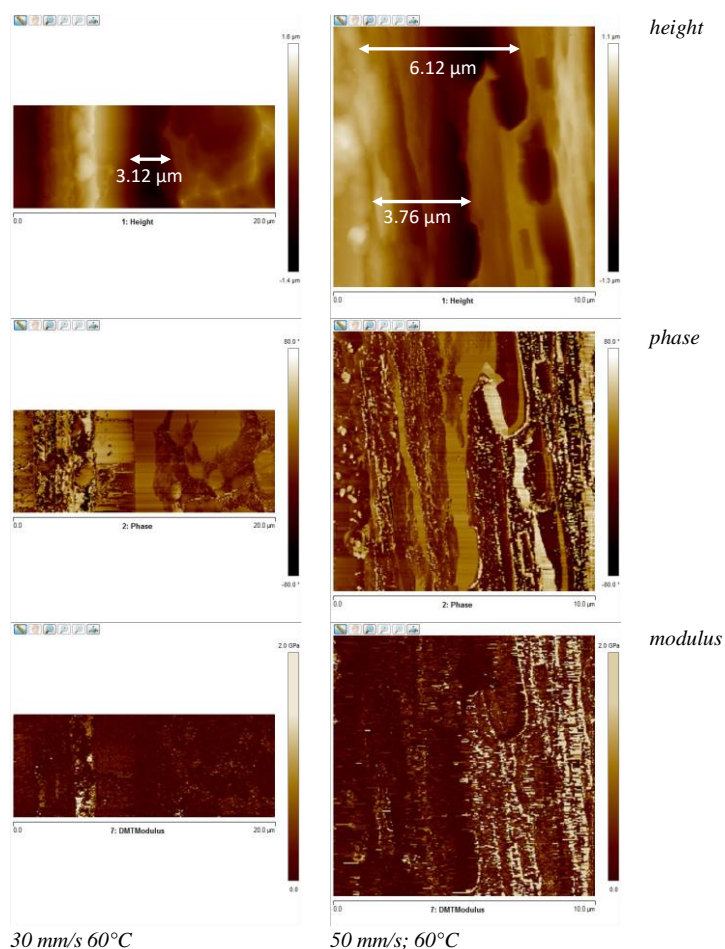 height
1.6 µm
1.1 µm
6.12 µm
3.12 µm
3.76 µm
0.0
20.0 µm
1: Height
-1.4 µm
-1.3 µm
0.0
10.0 µm
1: Height
phase
80.0 °
80.0 °
0.0
20.0 µm
2: Phase
-80.0 °
-80.0 °
0.0
10.0 µm
2: Phase
modulus
2.0 GPa
2.0 GPa
0.0
20.0 µm
7: DMTModulus
0.0
0.0
0.0
10.0 µm
7: DMTModulus
30 mm/s 60°C
50 mm/s; 60°C